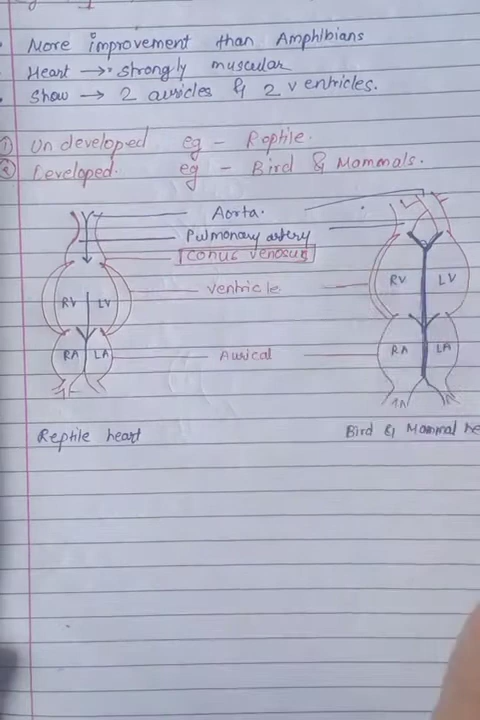 More improvement than Amphibians
Heart → strongly muscular
Show → 2 auricles & 2 ventricles.
① Undeveloped eg - Reptile.
② Developed. eg - Bird & Mammals.
Aorta.
Pulmonary artery
Conus venosun
RV LV
Ventricle
RV LV
RA LA
Aurical
RA LA
Reptile heart
Bird & Mammal he